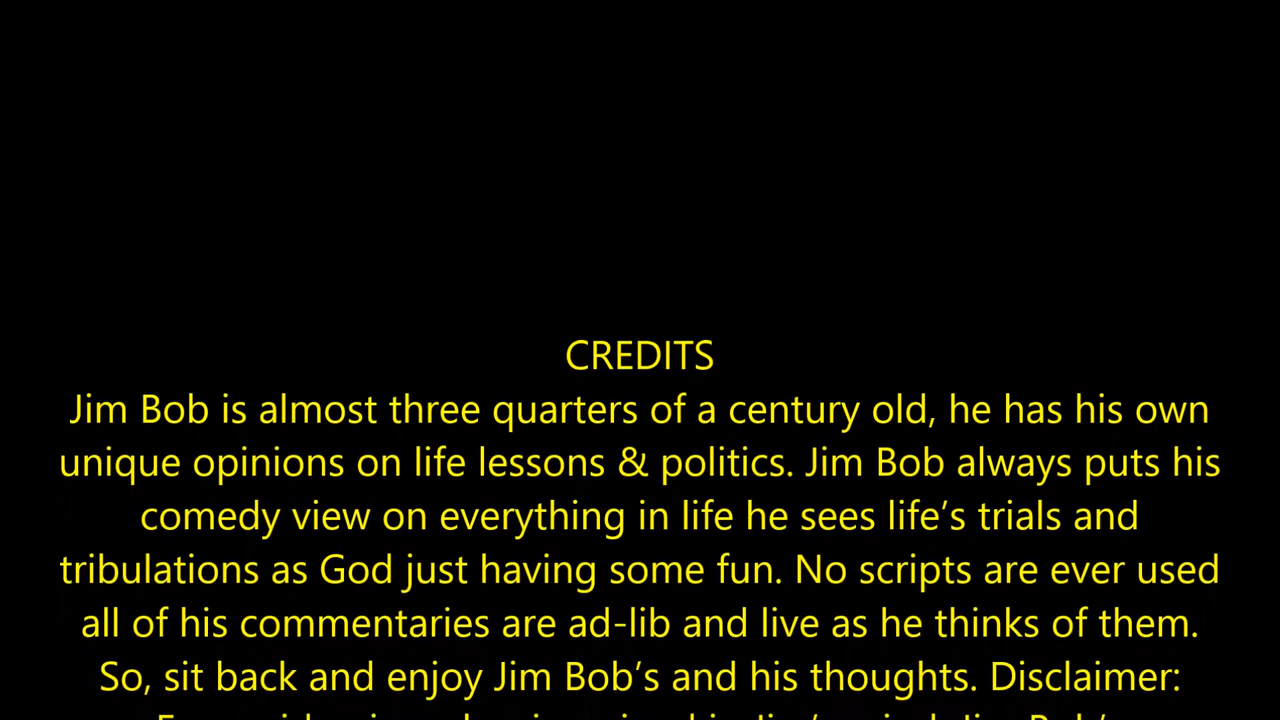 CREDITS
Jim Bob is almost three quarters of a century old, he has his own
unique opinions on life lessons & politics. Jim Bob always puts his
comedy view on everything in life he sees life’s trials and
tribulations as God just having some fun. No scripts are ever used
all of his commentaries are ad-lib and live as he thinks of them.
So, sit back and enjoy Jim Bob’s and his thoughts. Disclaimer: